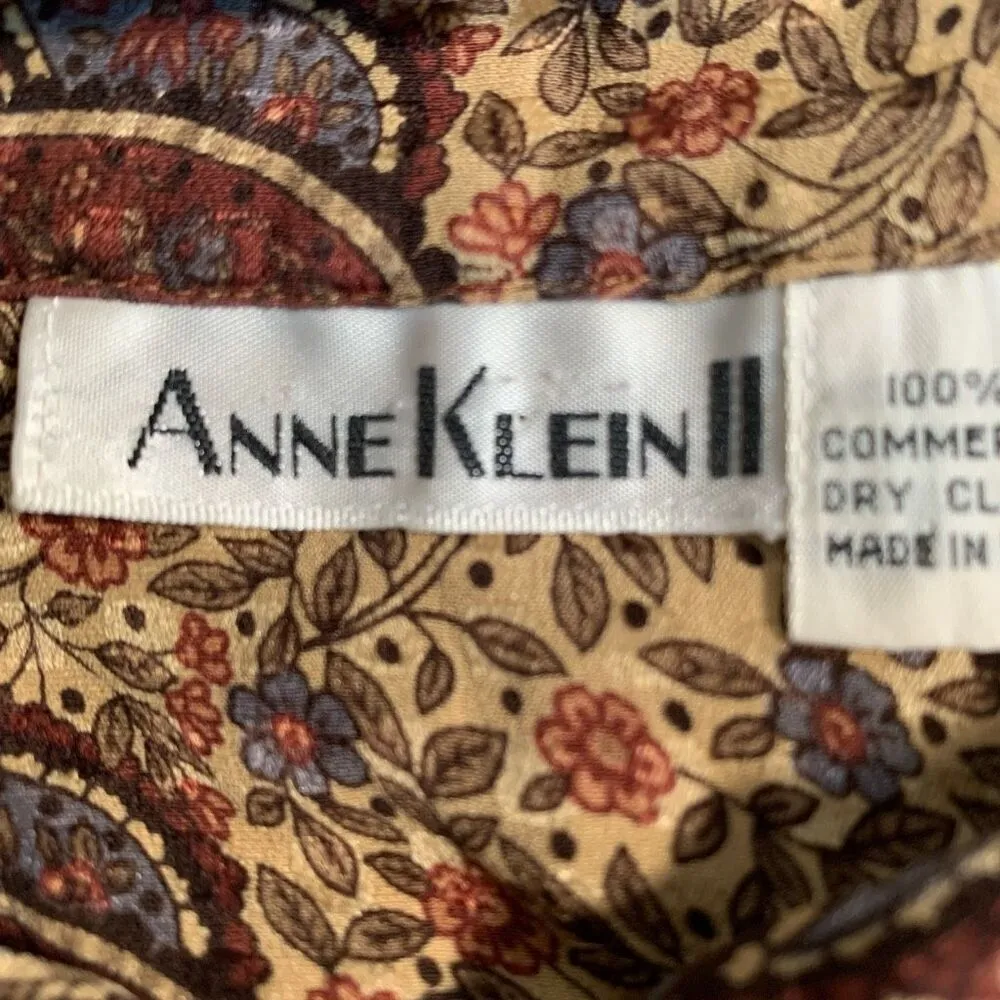 ANNE KLEIN II
100%
COMMER
DRY CL
MADE IN